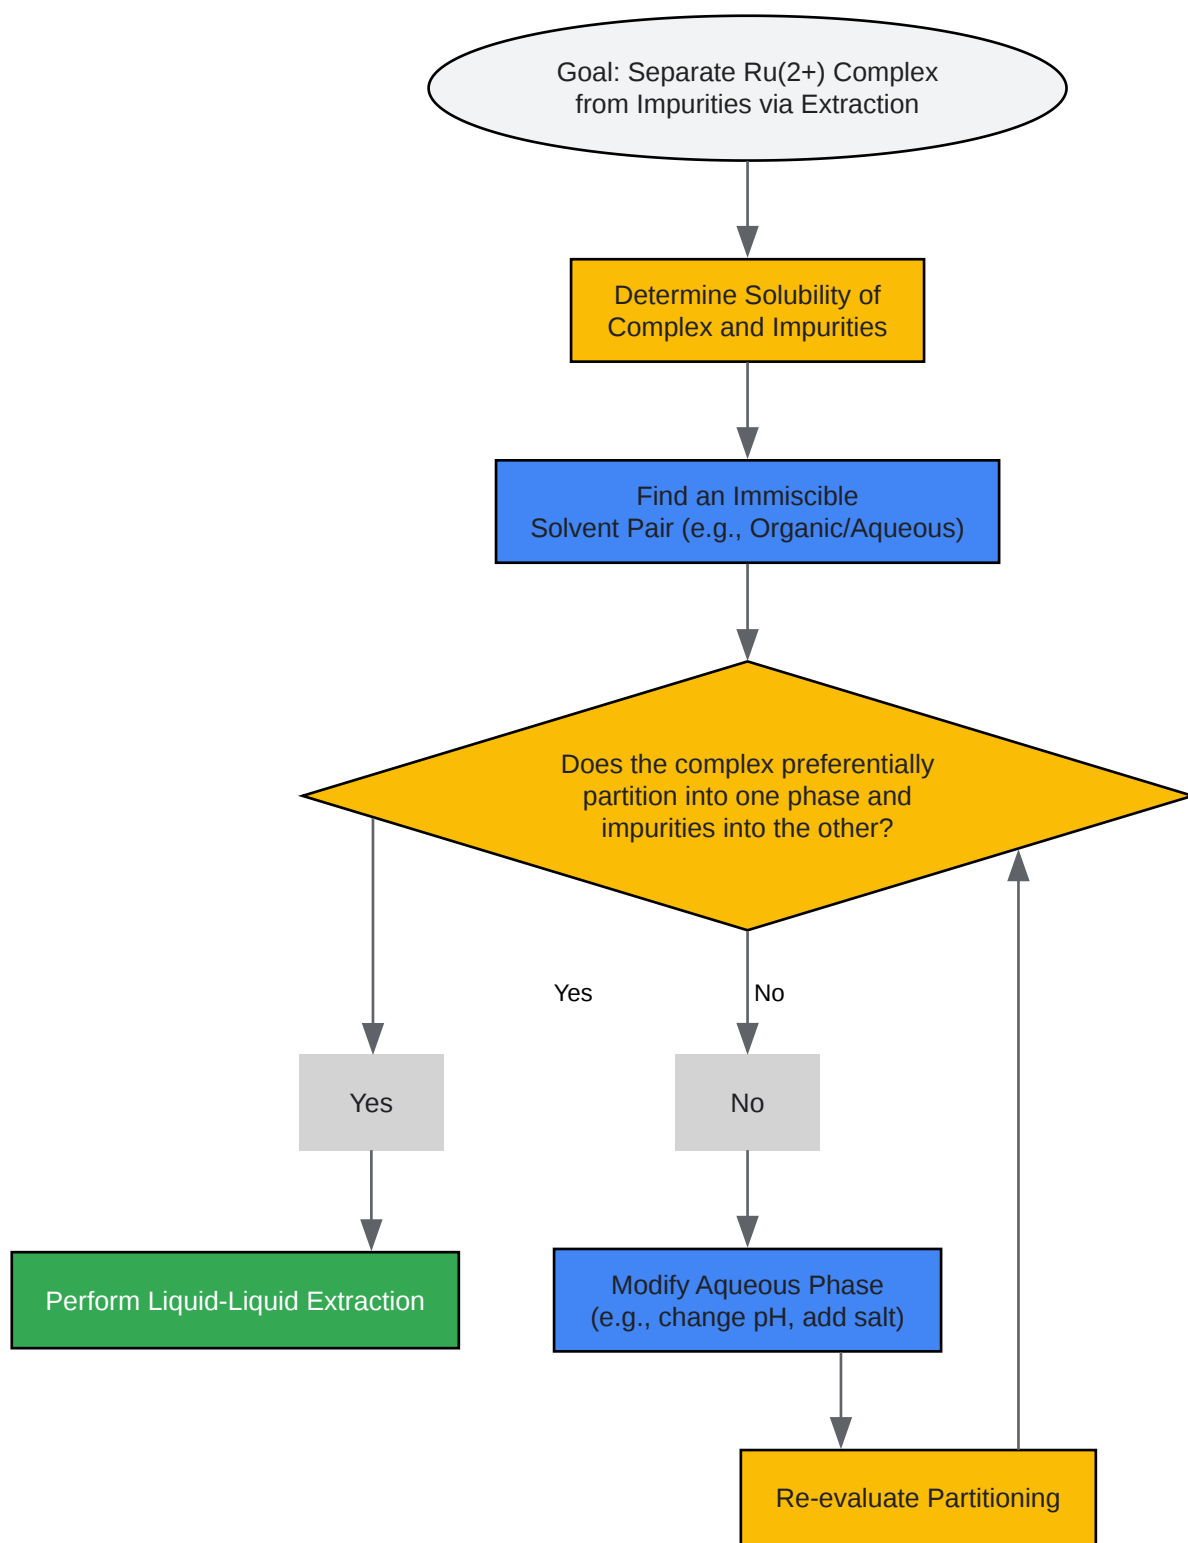 Goal: Separate Ru(2+) Complex
from Impurities via Extraction
Determine Solubility of
Complex and Impurities
Find an Immiscible
Solvent Pair (e.g., Organic/Aqueous)
Does the complex preferentially
partition into one phase and
impurities into the other?
Yes
No
Yes
No
Perform Liquid-Liquid Extraction
Modify Aqueous Phase
(e.g., change pH, add salt)
Re-evaluate Partitioning